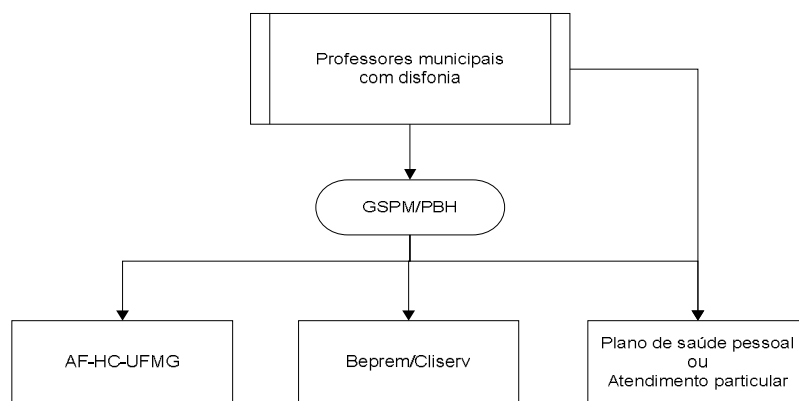 Professores municipais
com disfonia
GSPM/PBH
AF-HC-UFMG
Beprem/Cliserv
Plano de saúde pessoal
ou
Atendimento particular